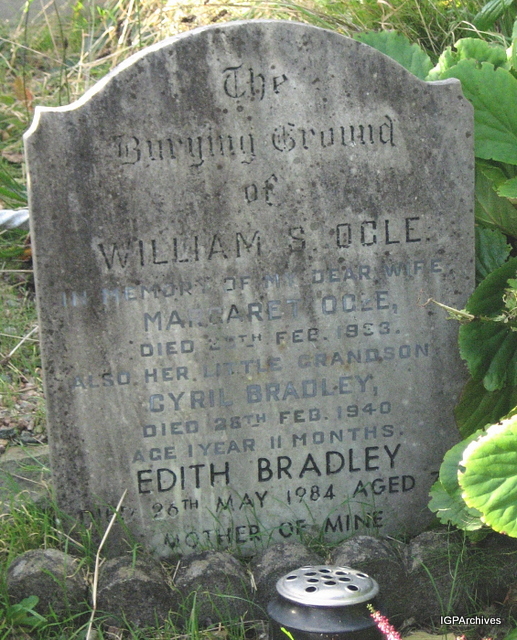 The
Burying Ground
of
WILLIAM S. OGLE.
IN MEMORY OF MY DEAR WIFE
MARGARET OGLE,
DIED FEB. 1933.
ALSO HER LITTLE GRANDSON
CYRIL BRADLEY,
DIED 28TH FEB. 1940
AGE 1 YEAR 11 MONTHS.
EDITH BRADLEY
DIED 26TH MAY 1984 AGED
MOTHER OF MINE
IGPArchives